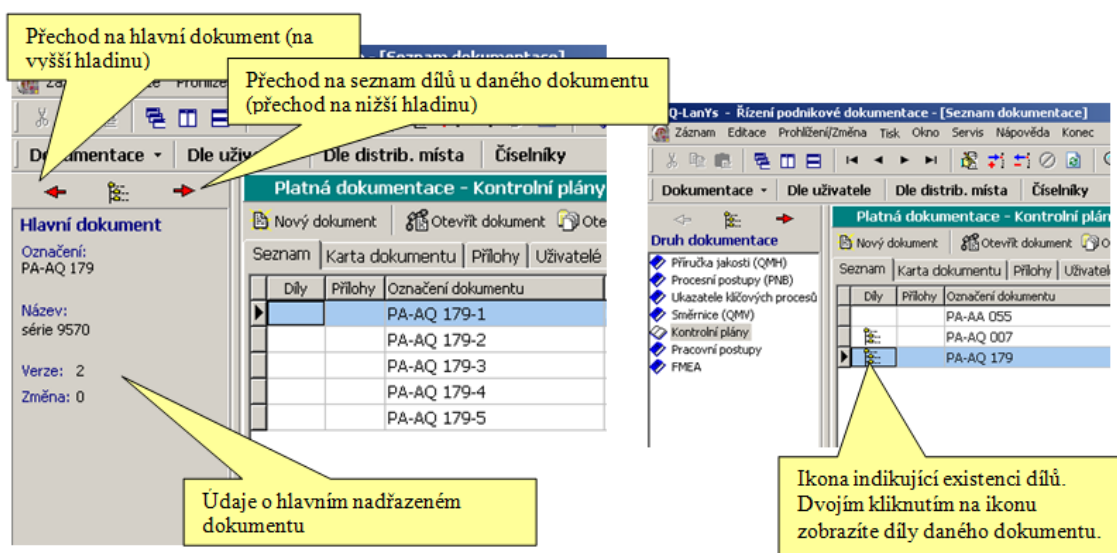 Přechod na hlavní dokument (na
vyšší hladinu)
Přechod na seznam dílů u daného dokumentu
(přechod na nižší hladinu)
[Seznam dokumentace]
Dle distrib. místa
Číselníky
Hlavní dokument
Označení:
PA-AQ 179
Název:
série 9570
Verze: 2
Změna: 0
Platná dokumentace - Kontrolní plány
Nový dokument
Otevřít dokument
Seznam
Karta dokumentu
Přílohy
Uživatelé
Díly
Přílohy
Označení dokumentu
PA-AQ 179-1
PA-AQ 179-2
PA-AQ 179-3
PA-AQ 179-4
PA-AQ 179-5
Údaje o hlavním nadřazeném
dokumentu
Q-LanYs - Řízení podnikové dokumentace - [Seznam dokumentace]
Záznam Editace Prohlížení/Změna Tisk Okno Servis Nápověda Konec
Dokumentace
Dle uživatele
Dle distrib. místa
Číselníky
Druh dokumentace
Příručka jakosti (QMH)
Procesní postupy (PNB)
Ukazatele klíčových procesů
Směrnice (QMV)
Kontrolní plány
Pracovní postupy
FMEA
Platná dokumentace - Kontrolní plán
Nový dokument
Otevřít dokument
Seznam
Karta dokumentu
Přílohy
Uživatel
Díly
Přílohy
Označení dokumentu
PA-AA 055
PA-AQ 007
PA-AQ 179
Ikona indikující existenci dílů.
Dvojím kliknutím na ikonu
zobrazíte díly daného dokumentu.